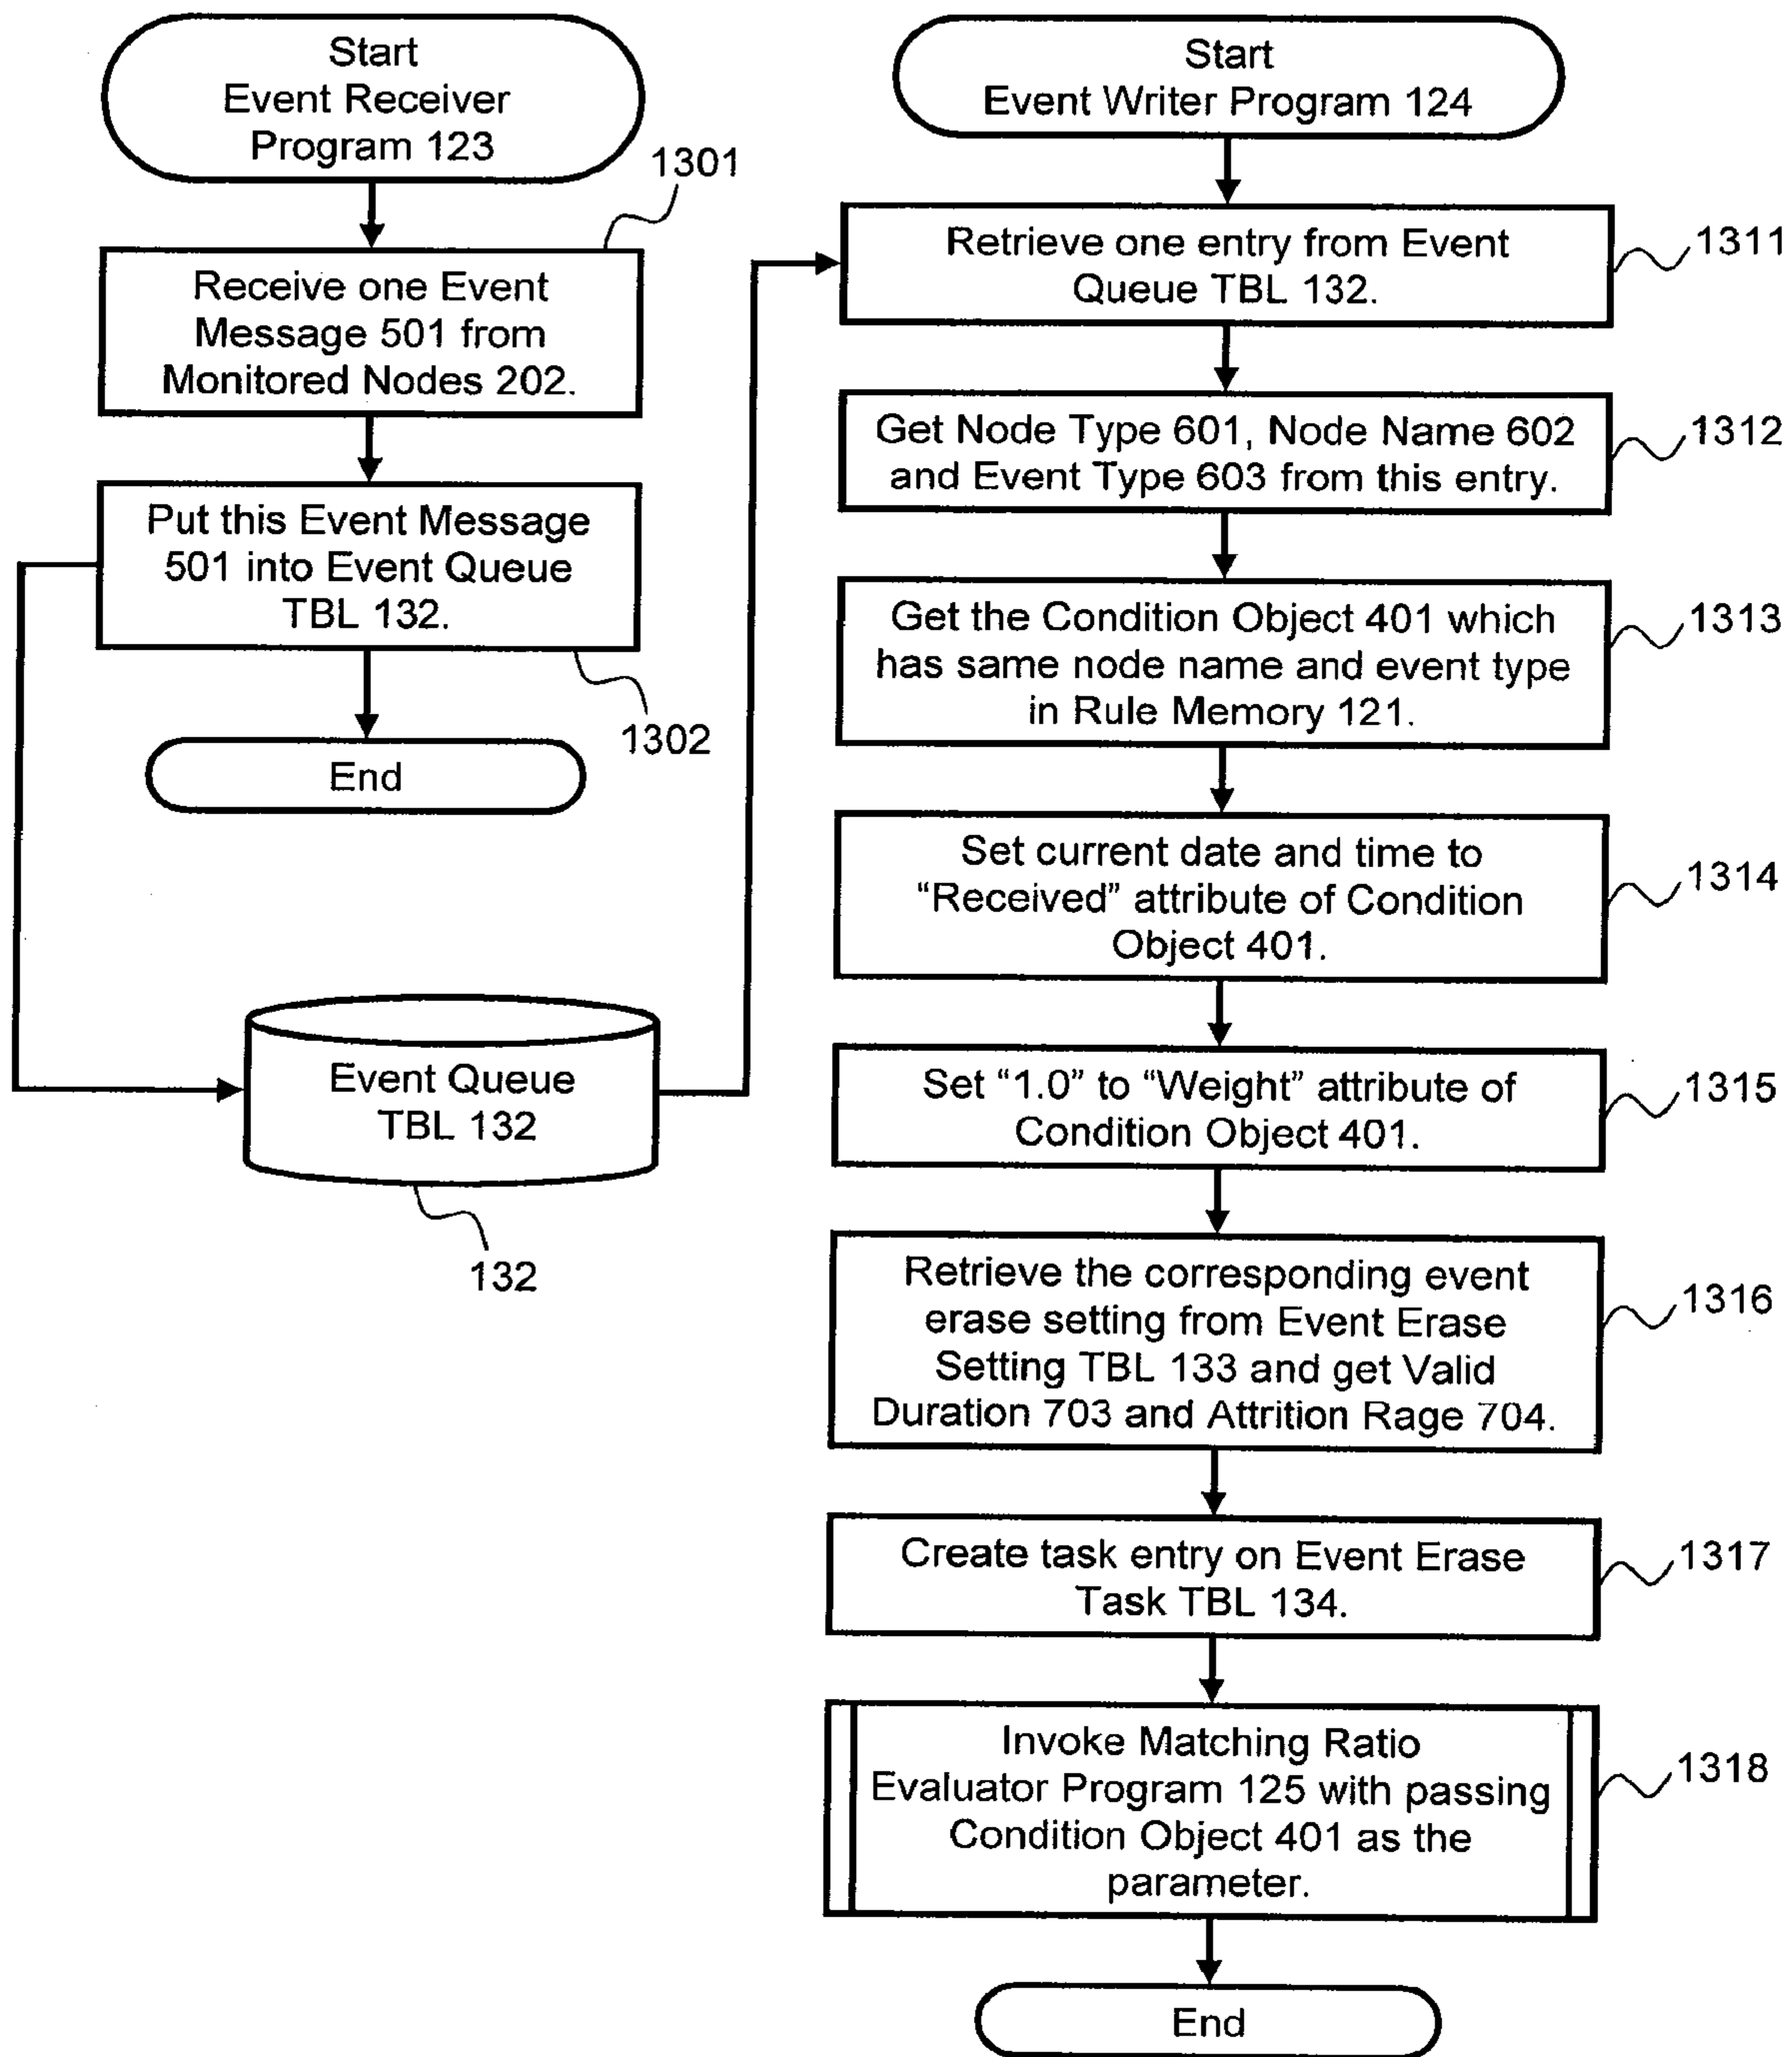 Start
Event Receiver
Program 123
1301
Receive one Event
Message 501 from
Monitored Nodes 202.
Put this Event Message
501 into Event Queue
TBL 132.
1302
End
Event Queue
TBL 132
132
Start
Event Writer Program 124
Retrieve one entry from Event
Queue TBL 132.
1311
Get Node Type 601, Node Name 602
and Event Type 603 from this entry.
1312
Get the Condition Object 401 which
has same node name and event type
in Rule Memory 121.
1313
Set current date and time to
“Received” attribute of Condition
Object 401.
1314
Set “1.0” to “Weight” attribute of
Condition Object 401.
1315
Retrieve the corresponding event
erase setting from Event Erase
Setting TBL 133 and get Valid
Duration 703 and Attrition Rage 704.
1316
Create task entry on Event Erase
Task TBL 134.
1317
Invoke Matching Ratio
Evaluator Program 125 with passing
Condition Object 401 as the
parameter.
1318
End